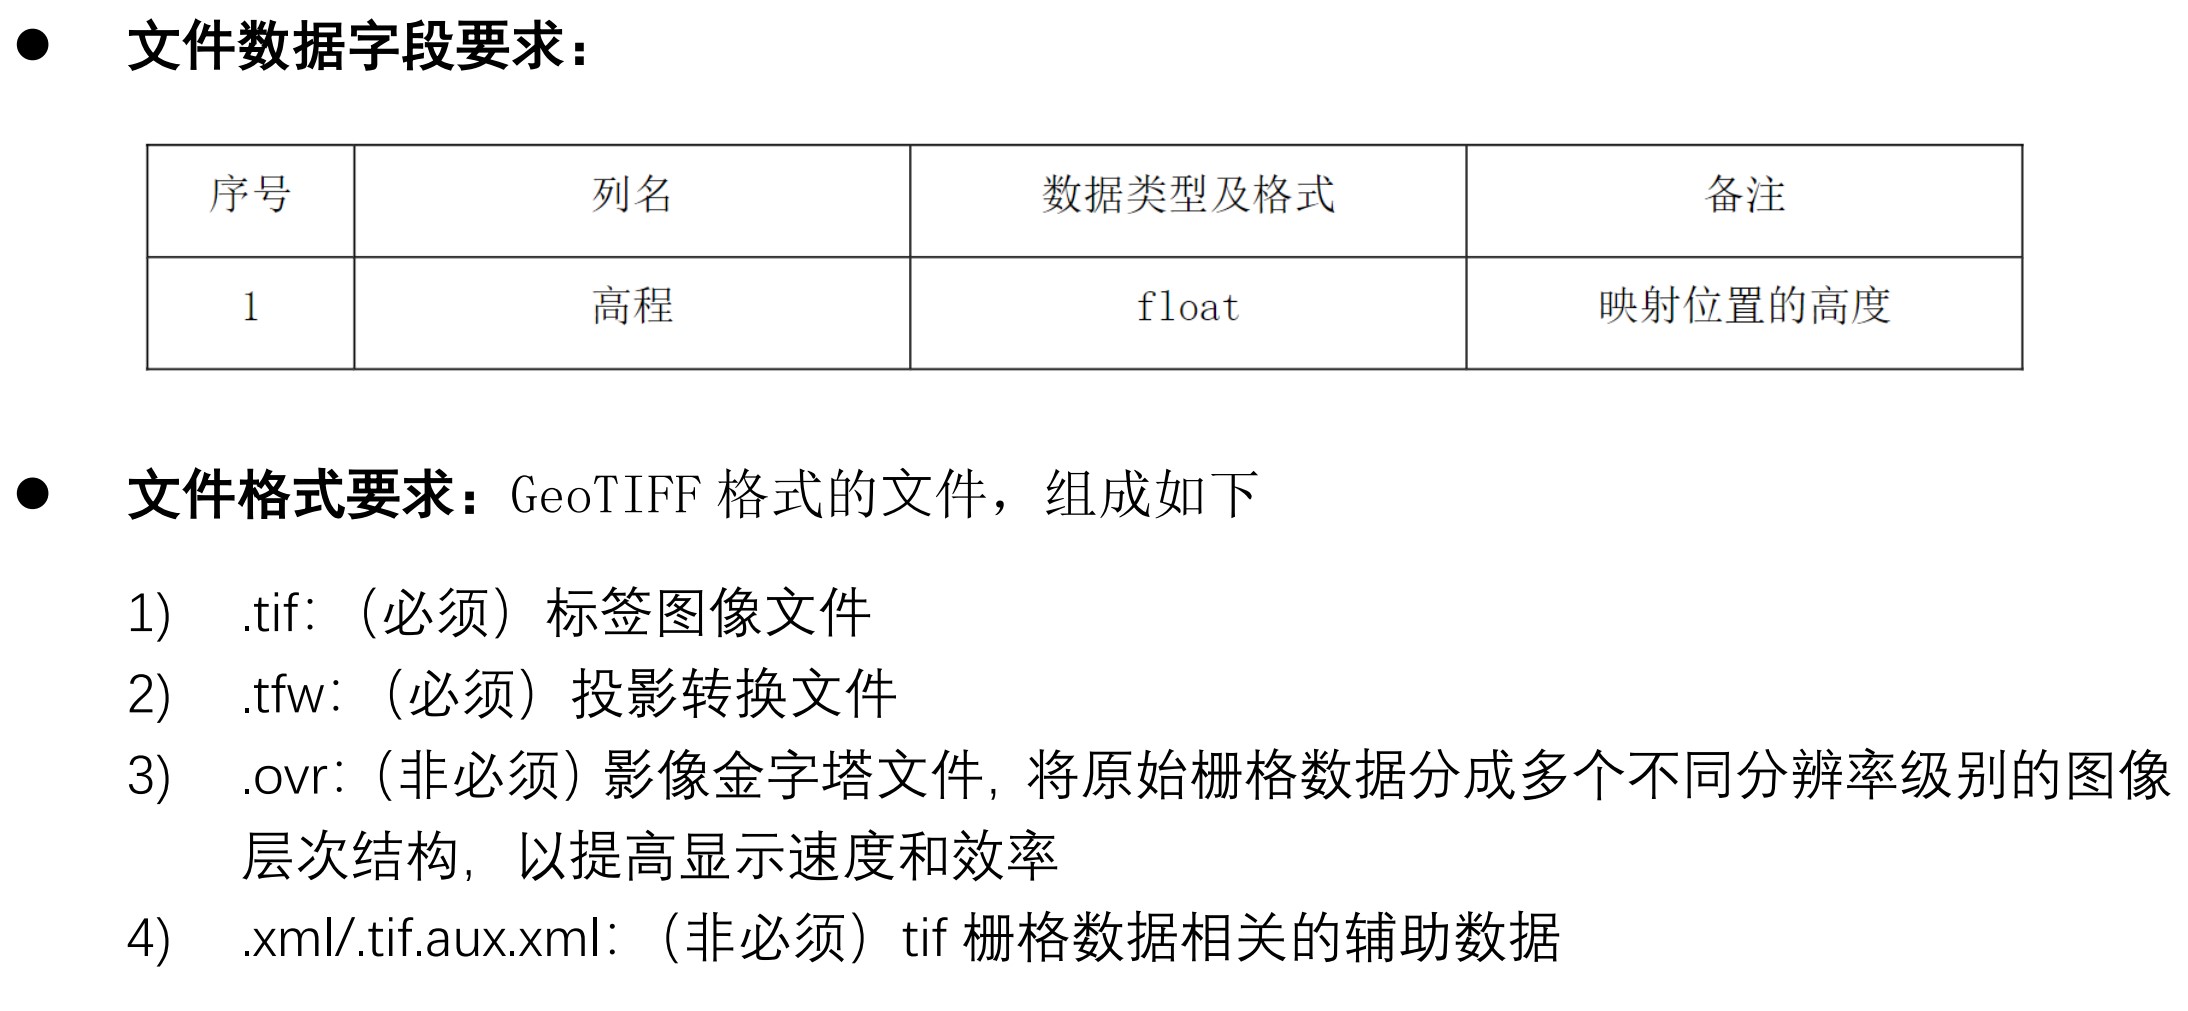 ● 文件数据字段要求：
序号 列名 数据类型及格式 备注
1 高程 float 映射位置的高度
● 文件格式要求：GeoTIFF 格式的文件，组成如下
1) .tif：（必须）标签图像文件
2) .tfw：（必须）投影转换文件
3) .ovr：（非必须）影像金字塔文件，将原始栅格数据分成多个不同分辨率级别的图像
层次结构，以提高显示速度和效率
4) .xml/.tif.aux.xml：（非必须）tif 栅格数据相关的辅助数据